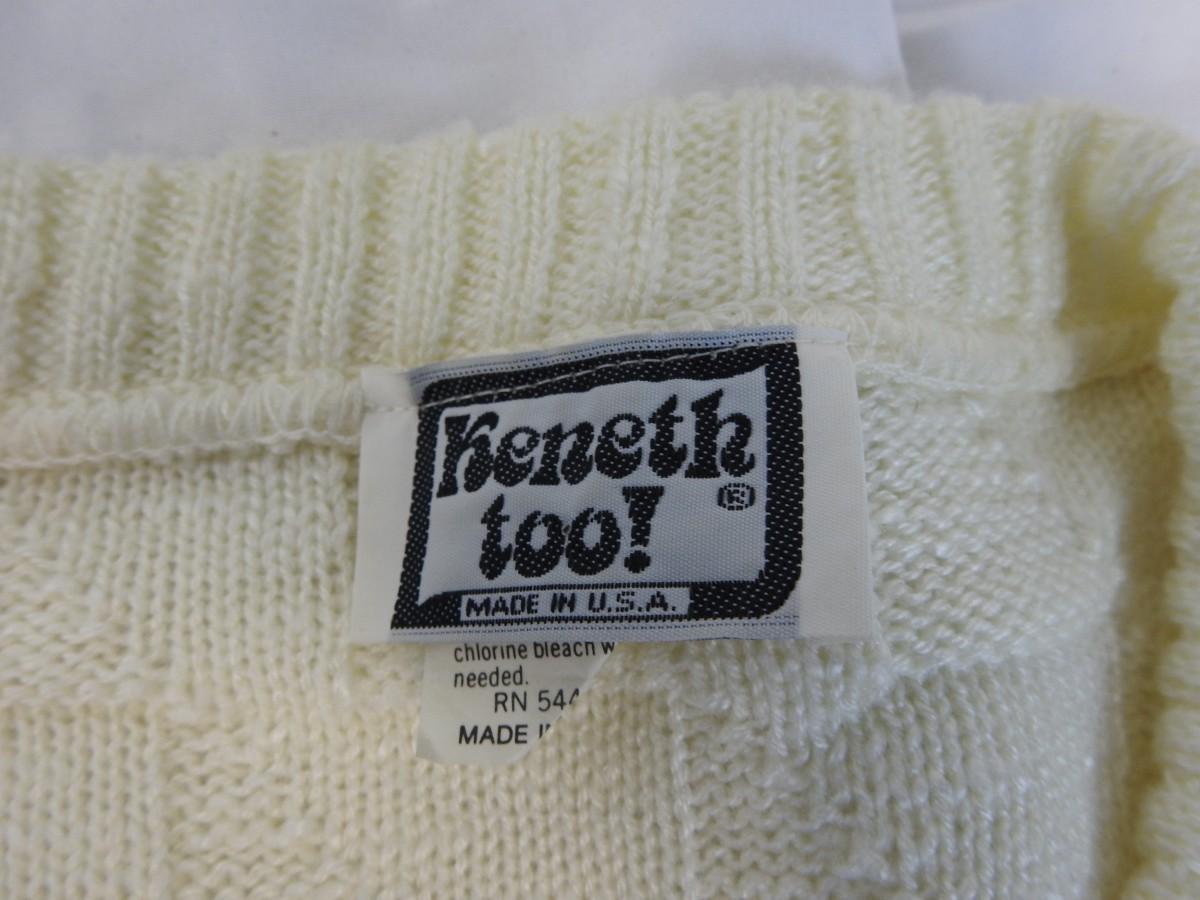 Keneth
too! ®
MADE IN U.S.A.
chlorine bleach
needed.
RN 544
MADE